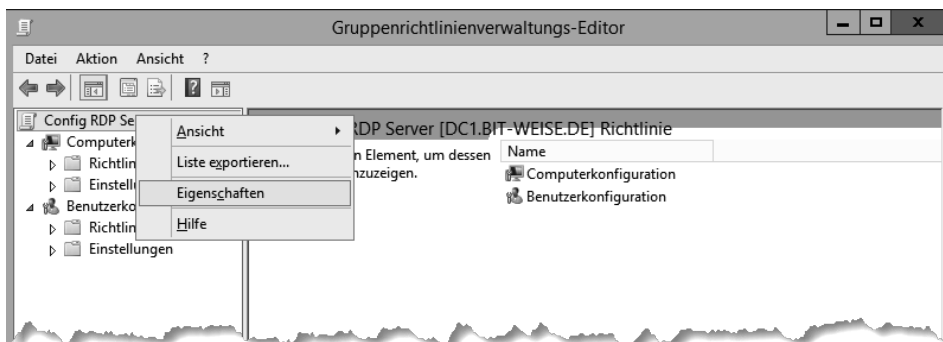 Gruppenrichtlinienverwaltungs-Editor
Datei Aktion Ansicht ?
Config RDP Se
Computerk
Richtlin
Einstell
Benutzerko
Richtlin
Einstellungen
Ansicht
Liste exportieren...
Eigenschaften
Hilfe
RDP Server [DC1.BIT-WEISE.DE] Richtlinie
n Element, um dessen
nzuzeigen.
Name
Computerkonfiguration
Benutzerkonfiguration